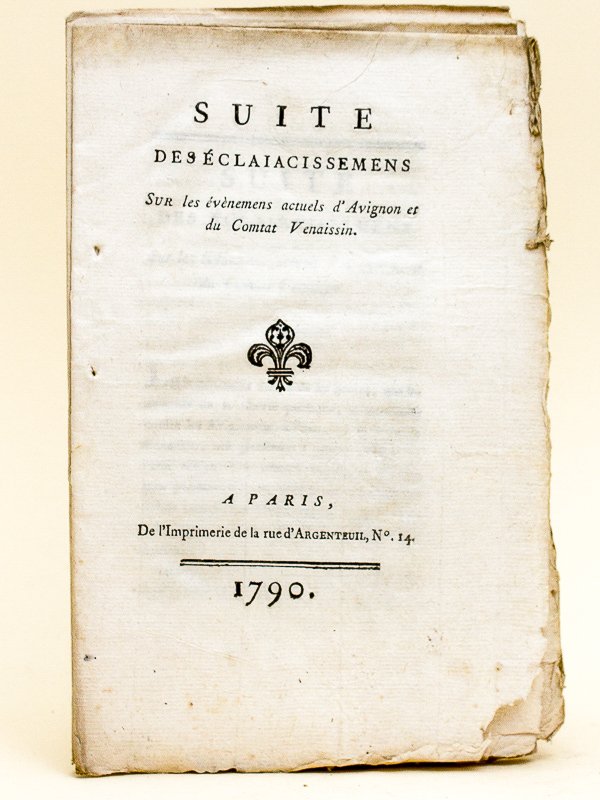 SUITE
DES ÉCLAIACISSEMENS
SUR les évènemens actuels d'Avignon et
du Comtat Venaissin.
A PARIS,
De l'Imprimerie de la rue d'ARGENTEUIL, Nº. 14.
1790.